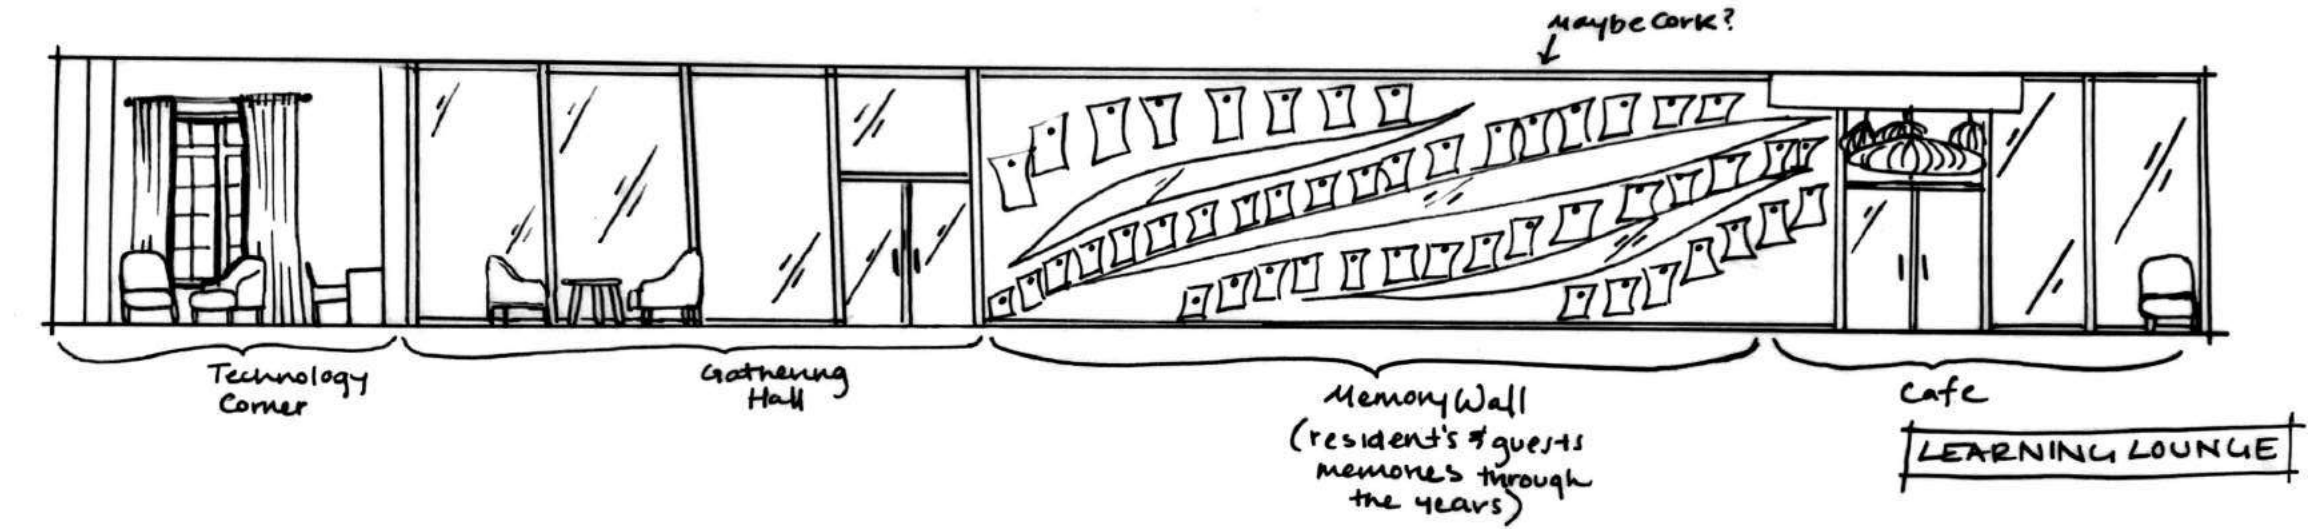 Maybe Cork?
Technology
Corner
Gathering
Hall
Memory Wall
(resident's & guests
memories through
the years)
Cafe
LEARNING LOUNGE